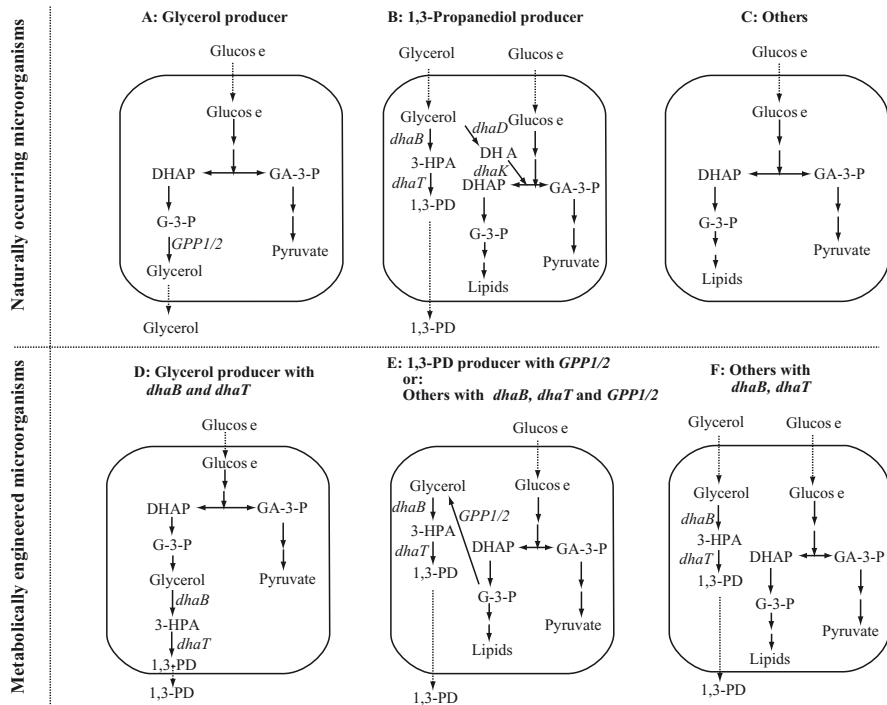 Naturally occurring microorganisms
A: Glycerol producer
Glucos e
Glucos e
DHAP
GA-3-P
G-3-P
GPP1/2
Glycerol
Pyruvate
Glycerol
B: 1,3-Propanediol producer
Glycerol
Glucos e
Glycerol
dhaD
Glucos e
dhaB
3-HPA
DH A
dhaT
dhaK
DHAP
GA-3-P
1,3-PD
G-3-P
Pyruvate
Lipids
1,3-PD
C: Others
Glucos e
Glucos e
DHAP
GA-3-P
G-3-P
Pyruvate
Lipids
Metabolically engineered microorganisms
D: Glycerol producer with
dhaB and dhaT
Glucos e
Glucos e
DHAP
GA-3-P
G-3-P
Glycerol
Pyruvate
dhaB
3-HPA
dhaT
1,3-PD
1,3-PD
E: 1,3-PD producer with GPP1/2
or:
Others with dhaB, dhaT and GPP1/2
Glucos e
Glycerol
Glucos e
dhaB
GPP1/2
3-HPA
dhaT
DHAP
GA-3-P
1,3-PD
G-3-P
Pyruvate
Lipids
1,3-PD
F: Others with
dhaB, dhaT
Glycerol
Glucos e
Glycerol
Glucos e
dhaB
3-HPA
dhaT
DHAP
GA-3-P
1,3-PD
G-3-P
Pyruvate
Lipids
1,3-PD